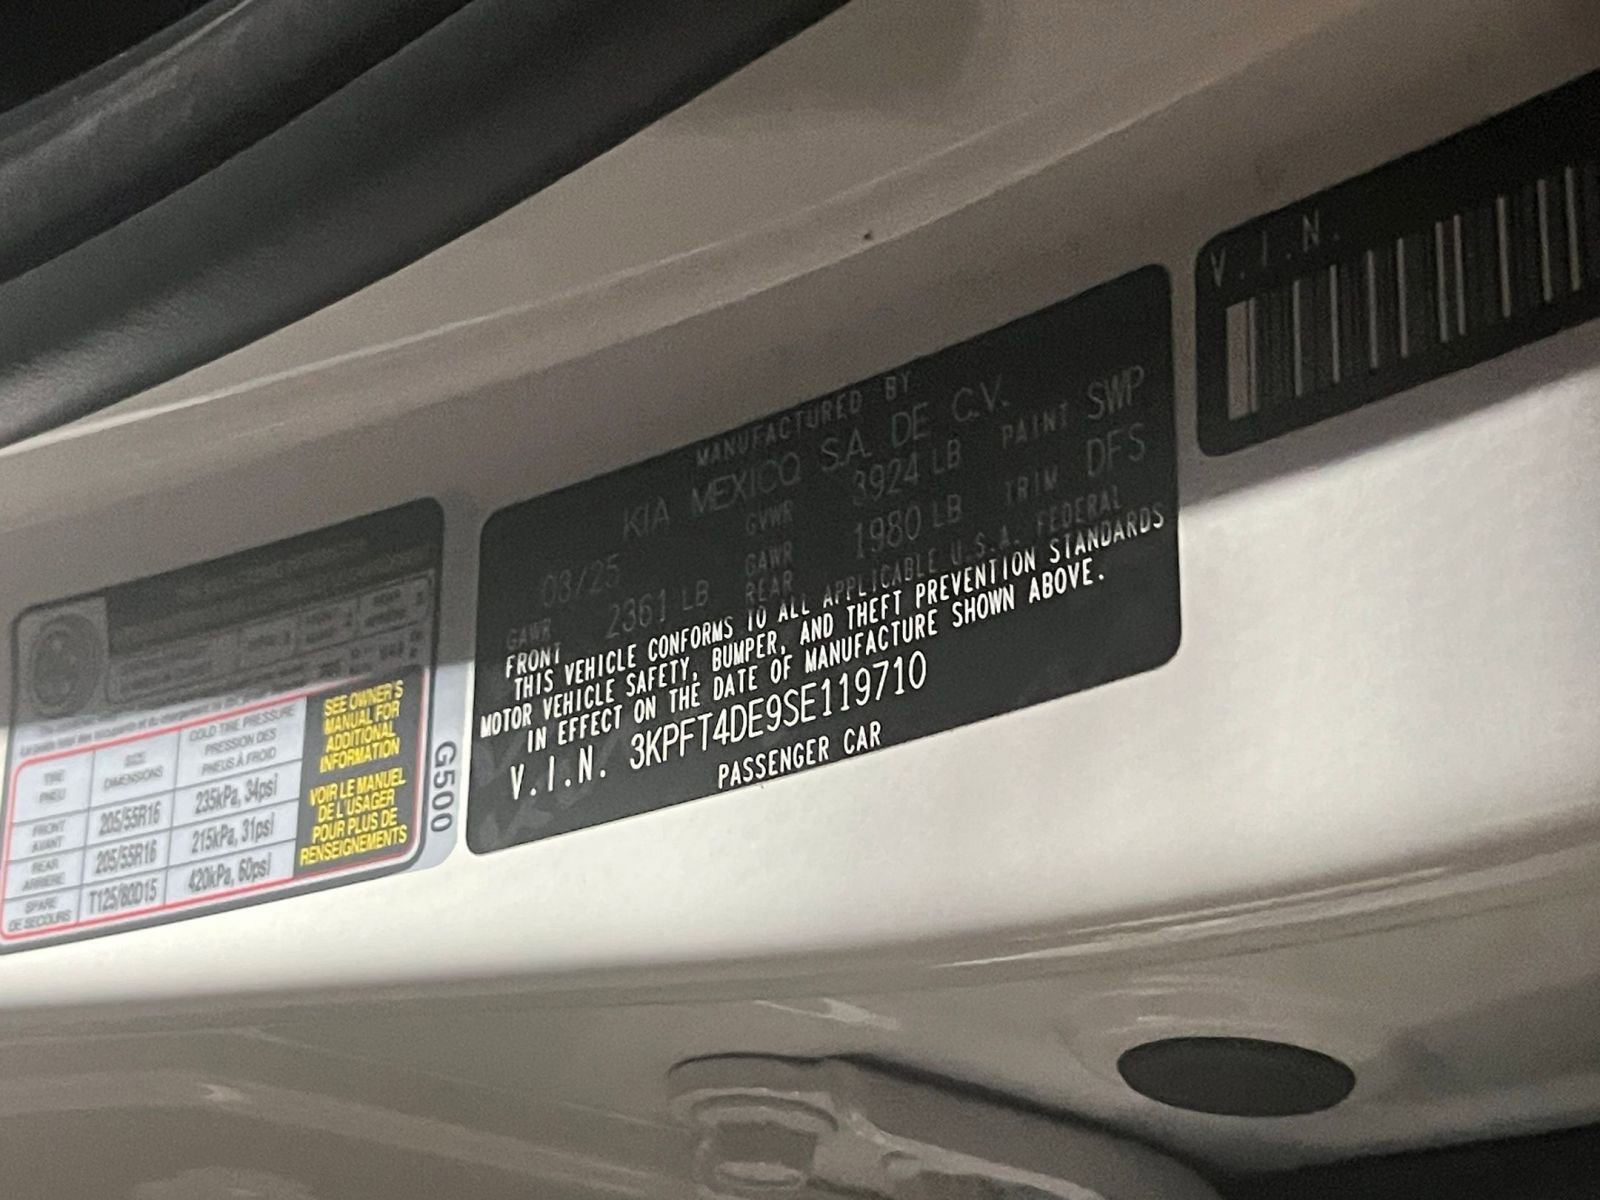 V.I.N.
MANUFACTURED BY
KIA MEXICO S.A. DE C.V.
03/25 GVWR 3924 LB PAINT SWP
GAWR FRONT 2361 LB GAWR REAR 1980 LB TRIM DFS
THIS VEHICLE CONFORMS TO ALL APPLICABLE U.S.A. FEDERAL
MOTOR VEHICLE SAFETY, BUMPER, AND THEFT PREVENTION STANDARDS
IN EFFECT ON THE DATE OF MANUFACTURE SHOWN ABOVE.
V.I.N. 3KPFT4DE9SE119710
PASSENGER CAR
TIRE
PNEU
SIZE
DIMENSIONS
COLD TIRE PRESSURE
PRESSION DES
PNEUS À FROID
FRONT
AVANT
205/55R16
235kPa, 34psi
REAR
ARRIERE
205/55R16
215kPa, 31psi
SPARE
DE SECOURS
T125/80D15
420kPa, 60psi
SEE OWNER'S
MANUAL FOR
ADDITIONAL
INFORMATION
VOIR LE MANUEL
DE L'USAGER
POUR PLUS DE
RENSEIGNEMENTS
G500